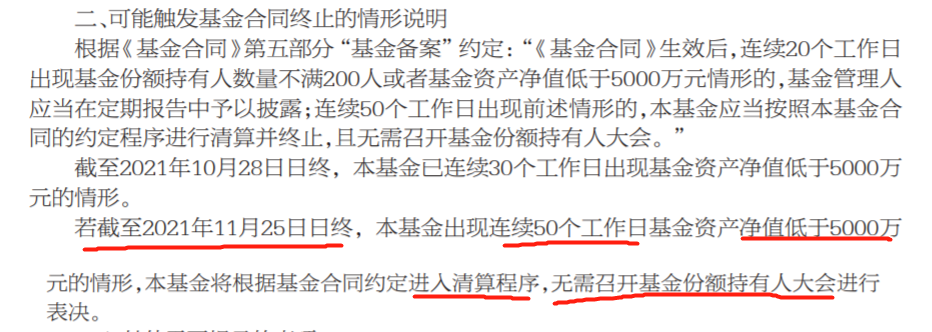 二、可能触发基金合同终止的情形说明
根据《基金合同》第五部分“基金备案”约定：“《基金合同》生效后，连续20个工作日
出现基金份额持有人数量不满200人或者基金资产净值低于5000万元情形的，基金管理人
应当在定期报告中予以披露；连续50个工作日出现前述情形的，本基金应当按照本基金合
同的约定程序进行清算并终止，且无需召开基金份额持有人大会。”
截至2021年10月28日日终，本基金已连续30个工作日出现基金资产净值低于5000万
元的情形。
若截至2021年11月25日日终，本基金出现连续50个工作日基金资产净值低于5000万
元的情形，本基金将根据基金合同约定进入清算程序，无需召开基金份额持有人大会进行
表决。